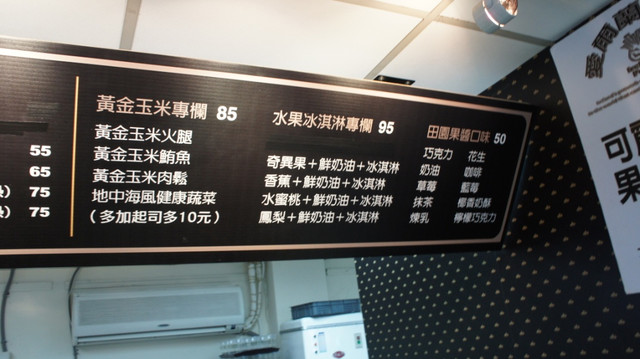 55
65
75
75
黃金玉米專欄 85
黃金玉米火腿
黃金玉米鮪魚
黃金玉米肉鬆
地中海風健康蔬菜
(多加起司多10元)
水果冰淇淋專欄 95
奇異果+鮮奶油+冰淇淋
香蕉+鮮奶油+冰淇淋
水蜜桃+鮮奶油+冰淇淋
鳳梨+鮮奶油+冰淇淋
田園果醬口味 50
巧克力 花生
奶油 咖啡
草莓 藍莓
抹茶 椰香奶酥
煉乳 檸檬巧克力
可
果